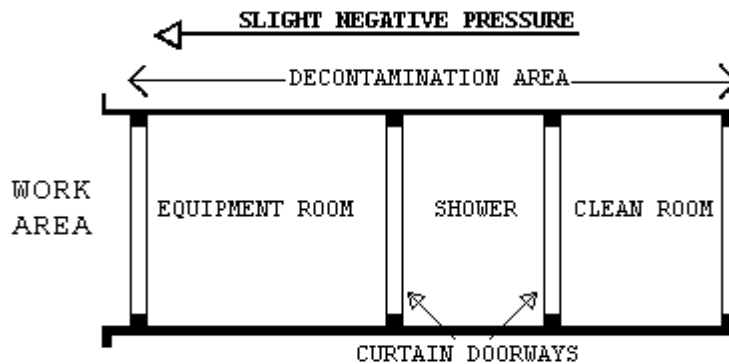 SLIGHT NEGATIVE PRESSURE
DECONTAMINATION AREA
WORK
AREA
EQUIPMENT ROOM
SHOWER
CLEAN ROOM
CURTAIN DOORWAYS